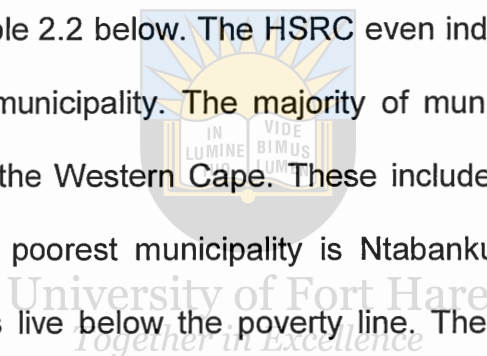 ble 2.2 below. The HSRC even ind
municipality. The majority of mun
IN LUMINE TUO VIDEBIMUS LUMEN
the Western Cape. These include
poorest municipality is Ntabanku
University of Fort Hare
s live below the poverty line. The
Together in Excellence